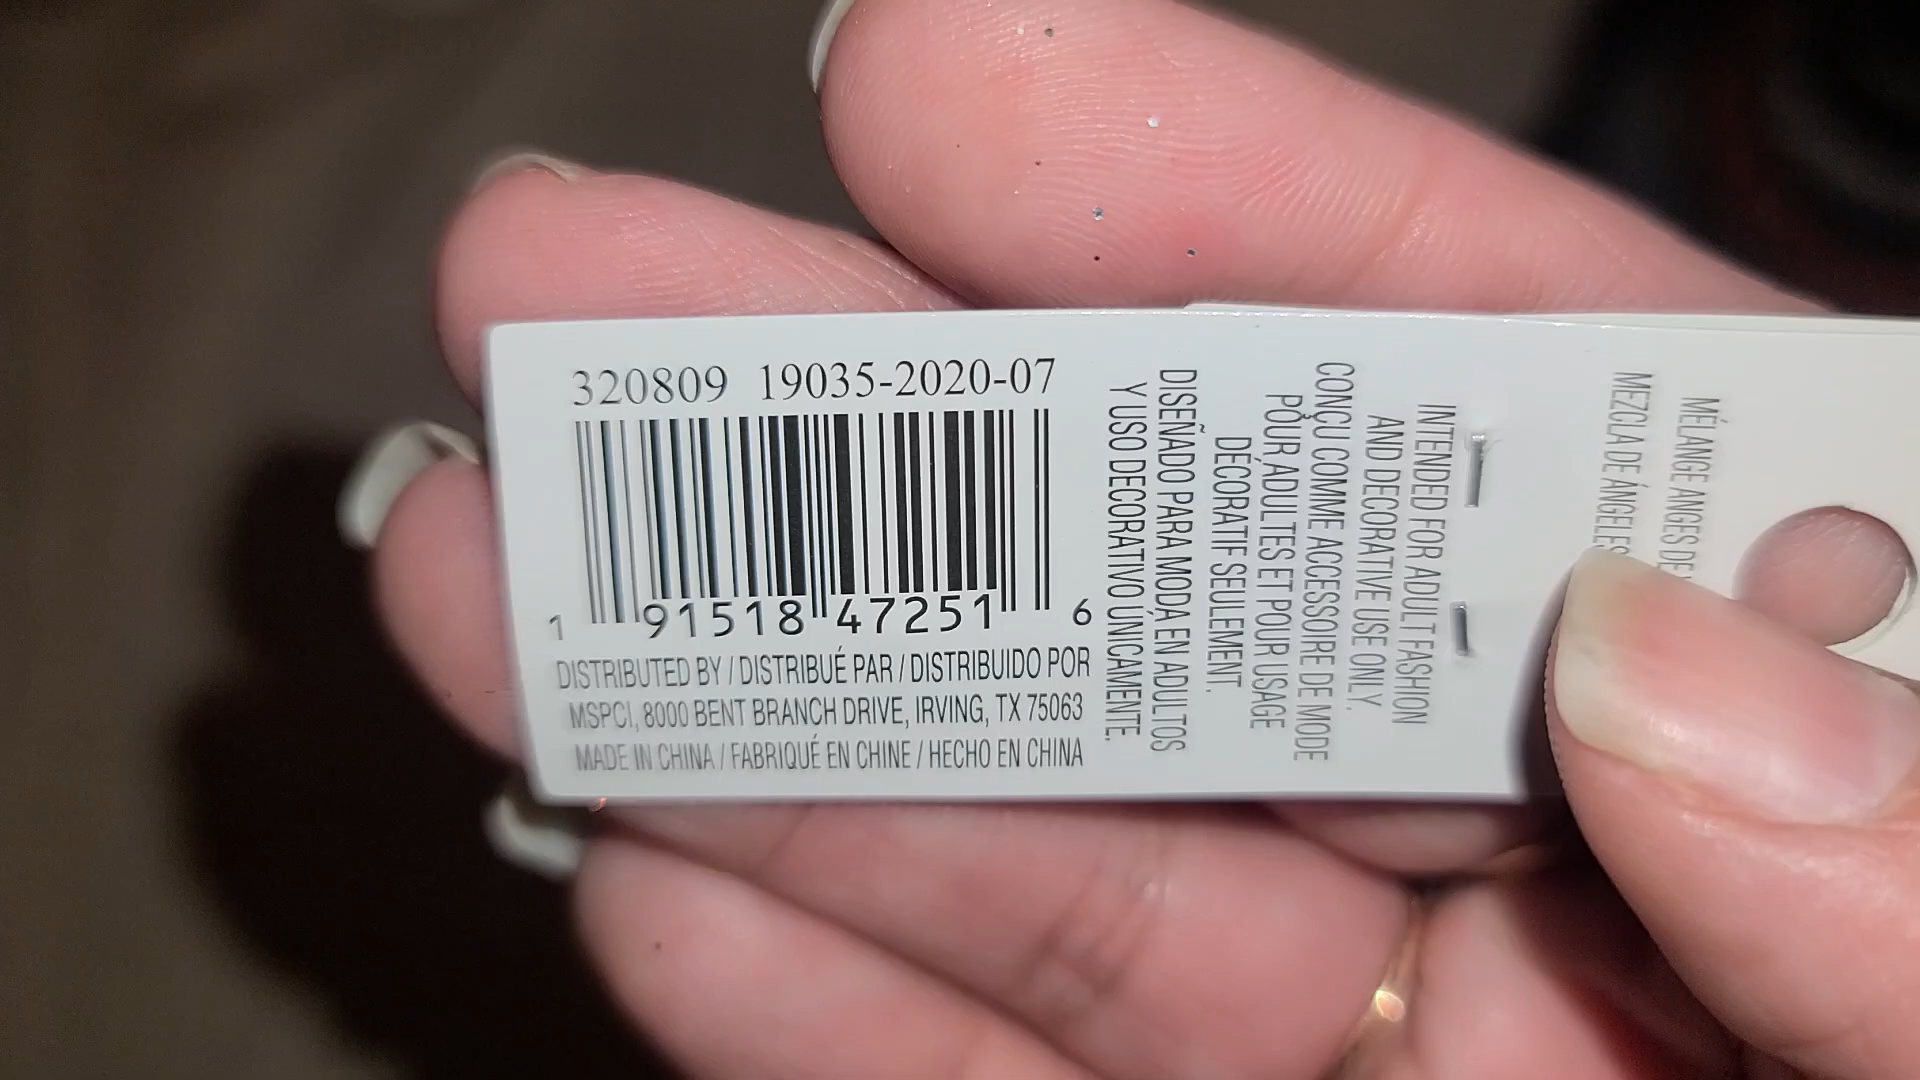 320809 19035-2020-07
1 91518 47251 6
DISTRIBUTED BY / DISTRIBUÉ PAR / DISTRIBUIDO POR
MSPCI, 8000 BENT BRANCH DRIVE, IRVING, TX 75063
MADE IN CHINA / FABRIQUÉ EN CHINE / HECHO EN CHINA
MÉLANGE ANGES DE
MEZCLA DE ÁNGELES
INTENDED FOR ADULT FASHION
AND DECORATIVE USE ONLY.
CONÇU COMME ACCESSOIRE DE MODE
POUR ADULTES ET POUR USAGE
DÉCORATIF SEULEMENT.
DISEÑADO PARA MODA EN ADULTOS
Y USO DECORATIVO ÚNICAMENTE.